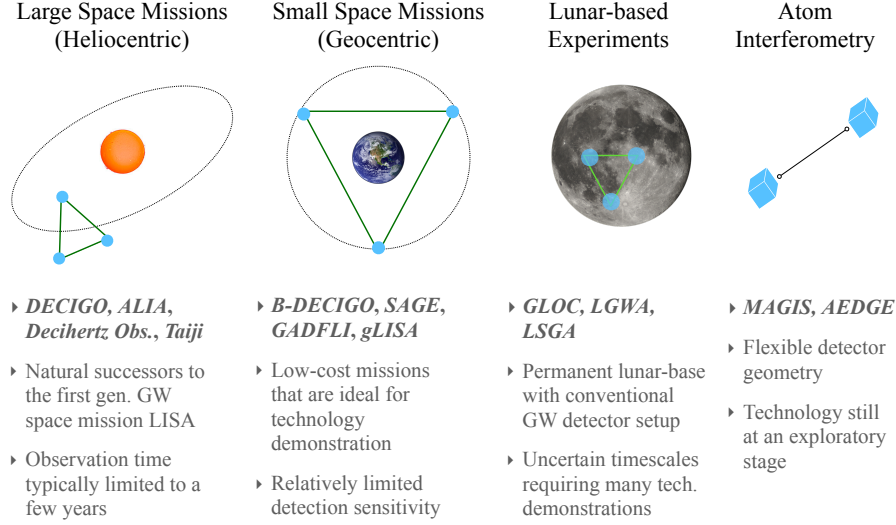 Large Space Missions
(Heliocentric)
‣ DECIGO, ALIA,
Decihertz Obs., Taiji
‣ Natural successors to
the first gen. GW
space mission LISA
‣ Observation time
typically limited to a
few years
Small Space Missions
(Geocentric)
‣ B-DECIGO, SAGE,
GADFLI, gLISA
‣ Low-cost missions
that are ideal for
technology
demonstration
‣ Relatively limited
detection sensitivity
Lunar-based
Experiments
‣ GLOC, LGWA,
LSGA
‣ Permanent lunar-base
with conventional
GW detector setup
‣ Uncertain timescales
requiring many tech.
demonstrations
Atom
Interferometry
‣ MAGIS, AEDGE
‣ Flexible detector
geometry
‣ Technology still
at an exploratory
stage